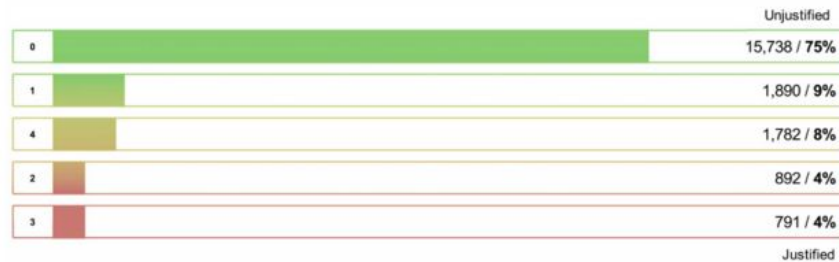 Unjustified
0 15,738 / 75%
1 1,890 / 9%
4 1,782 / 8%
2 892 / 4%
3 791 / 4%
Justified